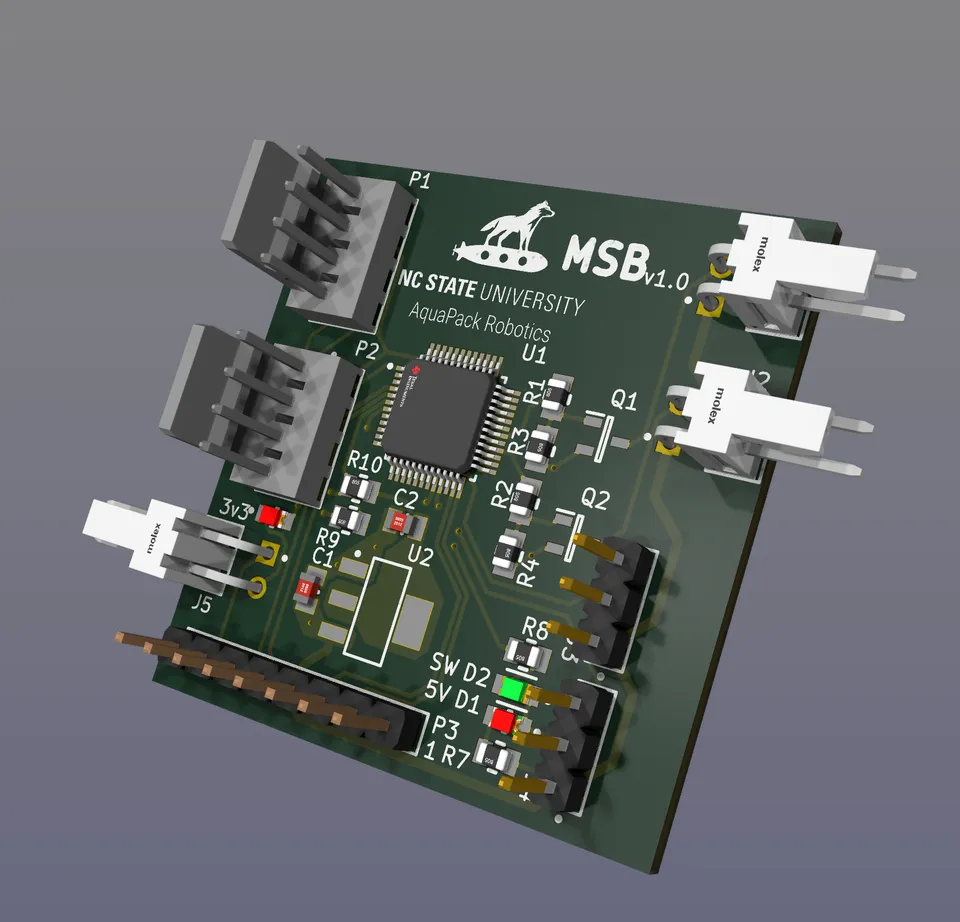 P1
MSB v1.0
NC STATE UNIVERSITY
AquaPack Robotics
molex
P2
U1
molex
R1
Q1
R3
R10
R2
C2
Q2
3v3
R9
C1
U2
R4
molex
J5
R8
SW D2
5V D1
P3
1 R7
+